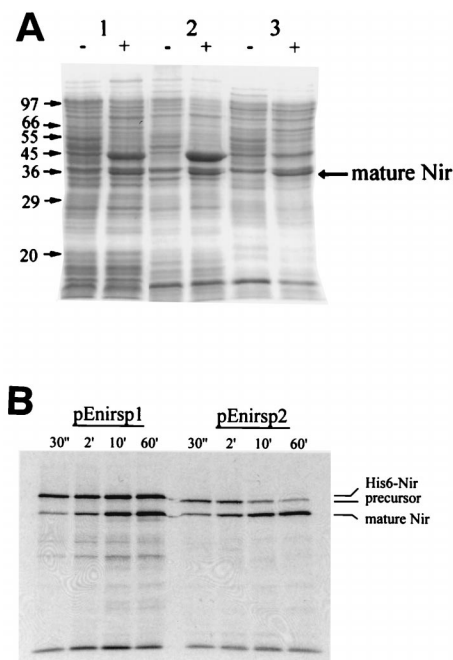 A
1 2 3
- + - + - +
97
66
55
45
36
mature Nir
29
20
B
pEnirsp1 pEnirsp2
30" 2' 10' 60' 30" 2' 10' 60'
His6-Nir
precursor
mature Nir